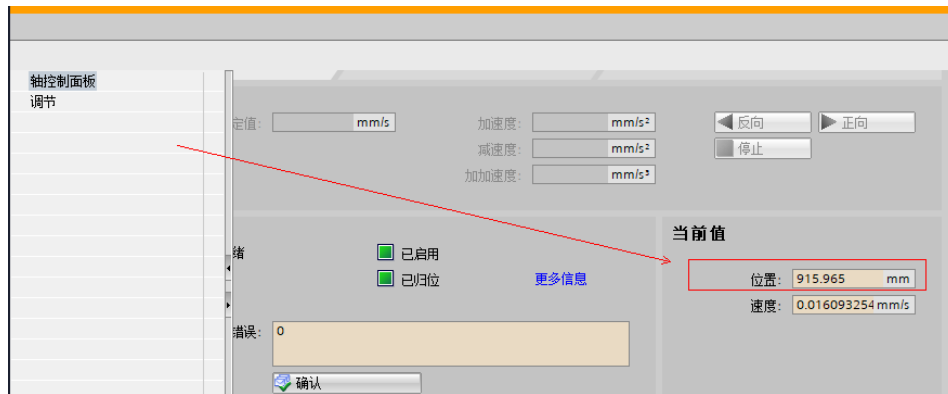 轴控制面板
调节
定值: mm/s
加速度: mm/s²
减速度: mm/s²
加加速度: mm/s³
反向
正向
停止
当前值
绪
已启用
已归位
更多信息
位置: 915.965 mm
速度: 0.016093254 mm/s
错误: 0
确认